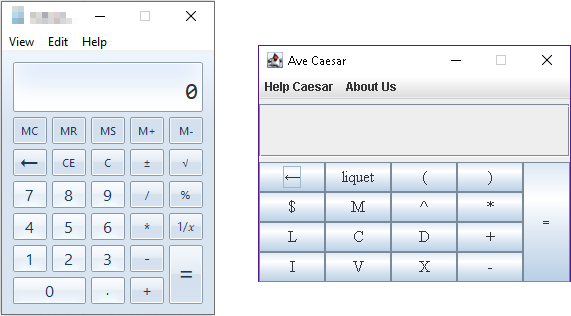 View Edit Help
0
MC MR MS M+ M-
← CE C ± √
7 8 9 / %
4 5 6 * 1/x
1 2 3 - =
0 . +
Ave Caesar
Help Caesar About Us
← liquet ( )
$ M ^ *
L C D + =
I V X -